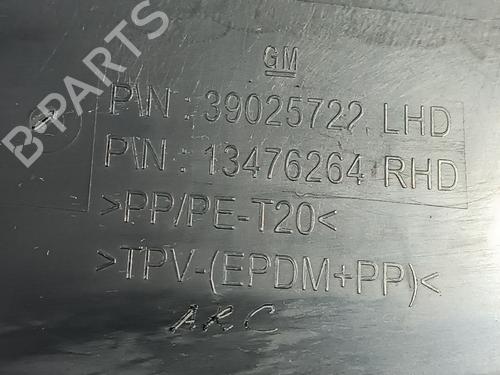 B-PARTS
GM
P\N : 39025722 LHD
P\N : 13476264 RHD
>PP/PE-T20<
>TPV-(EPDM+PP)<
ARC